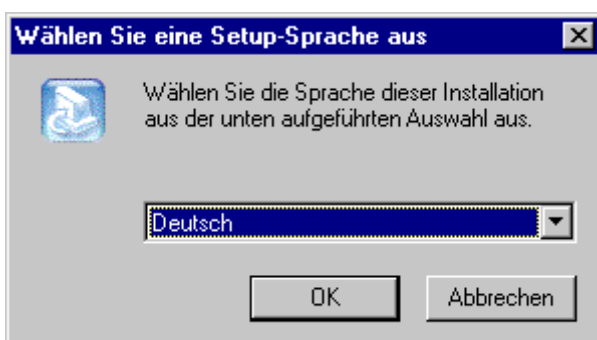 Wählen Sie eine Setup-Sprache aus
Wählen Sie die Sprache dieser Installation
aus der unten aufgeführten Auswahl aus.
Deutsch
OK
Abbrechen